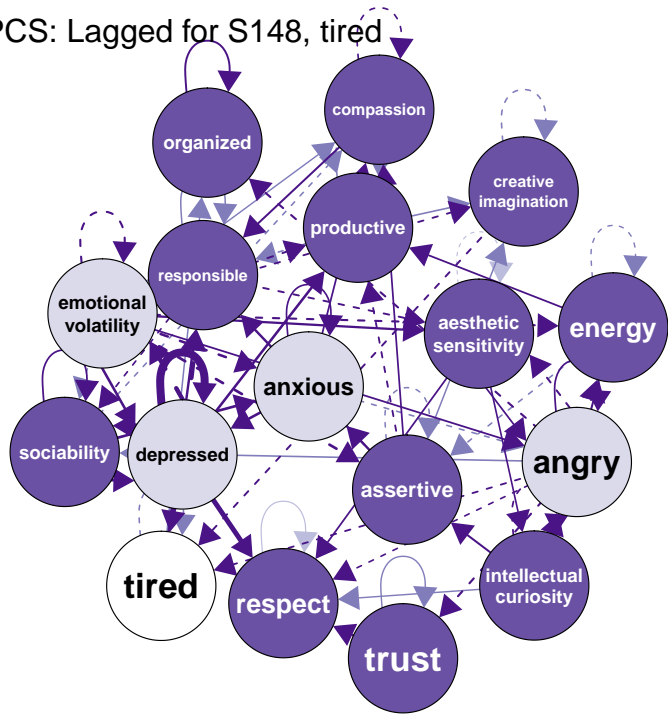 PCS: Lagged for S148, tired
compassion
organized
creative
imagination
productive
responsible
emotional
volatility
aesthetic
sensitivity
energy
anxious
sociability
depressed
angry
assertive
tired
respect
intellectual
curiosity
trust